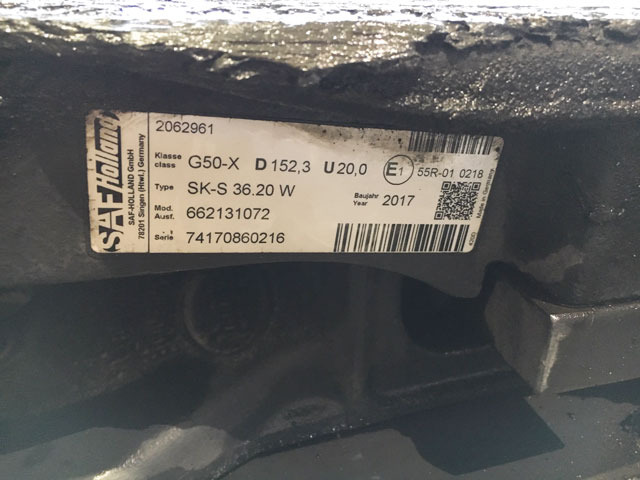 SAF Holland
SAF-HOLLAND GmbH
78201 Singen (Htwl.) Germany
2062961
Klasse
class G50-X D 152,3 U 20,0 E1 55R-01 0218
Type SK-S 36.20 W
Baujahr
Year 2017
Mod.
Ausf. 662131072
Serie 74170860216
Made in Germany